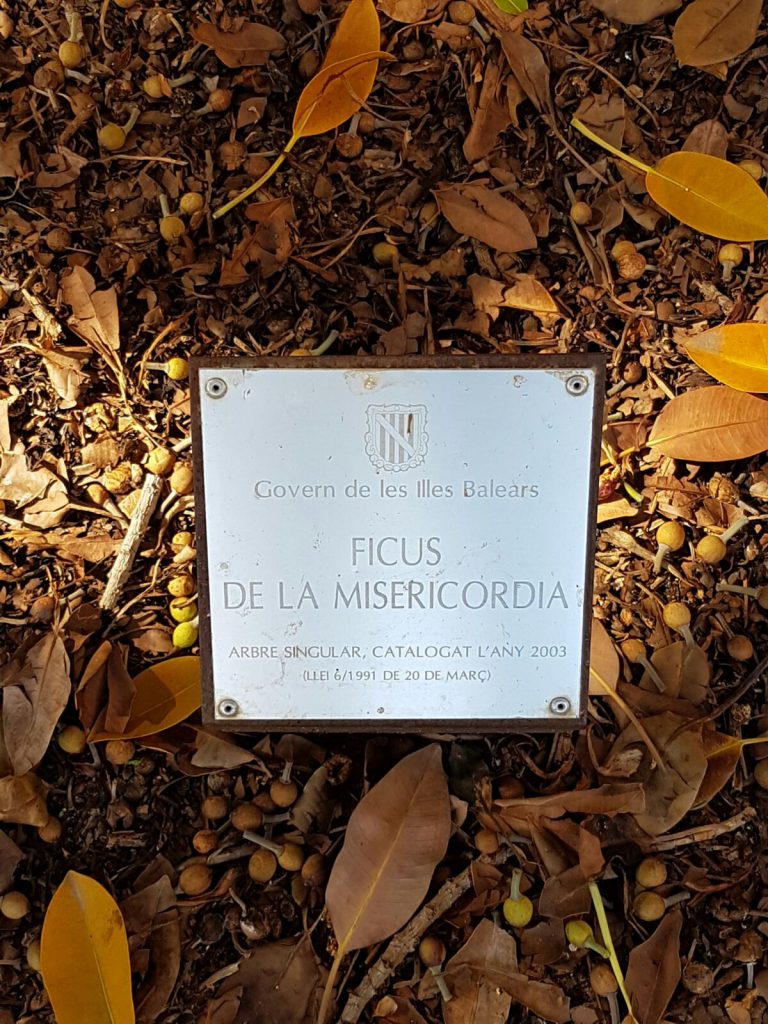 Govern de les Illes Balears
FICUS
DE LA MISERICORDIA
ARBRE SINGULAR, CATALOGAT L'ANY 2003
(LLEI 6/1991 DE 20 DE MARÇ)